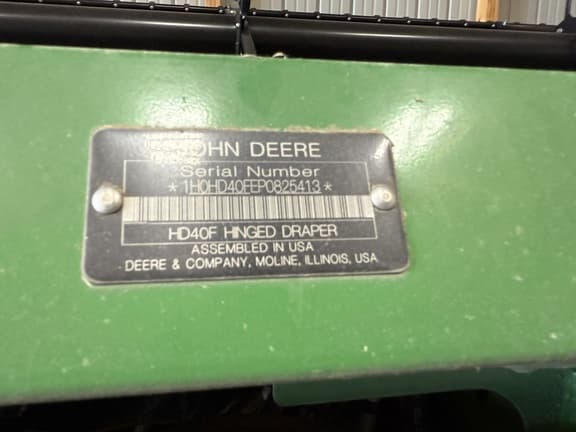 JOHN DEERE
Serial Number
*1H0HD40FEP0825413*
HD40F HINGED DRAPER
ASSEMBLED IN USA
DEERE & COMPANY, MOLINE, ILLINOIS, USA